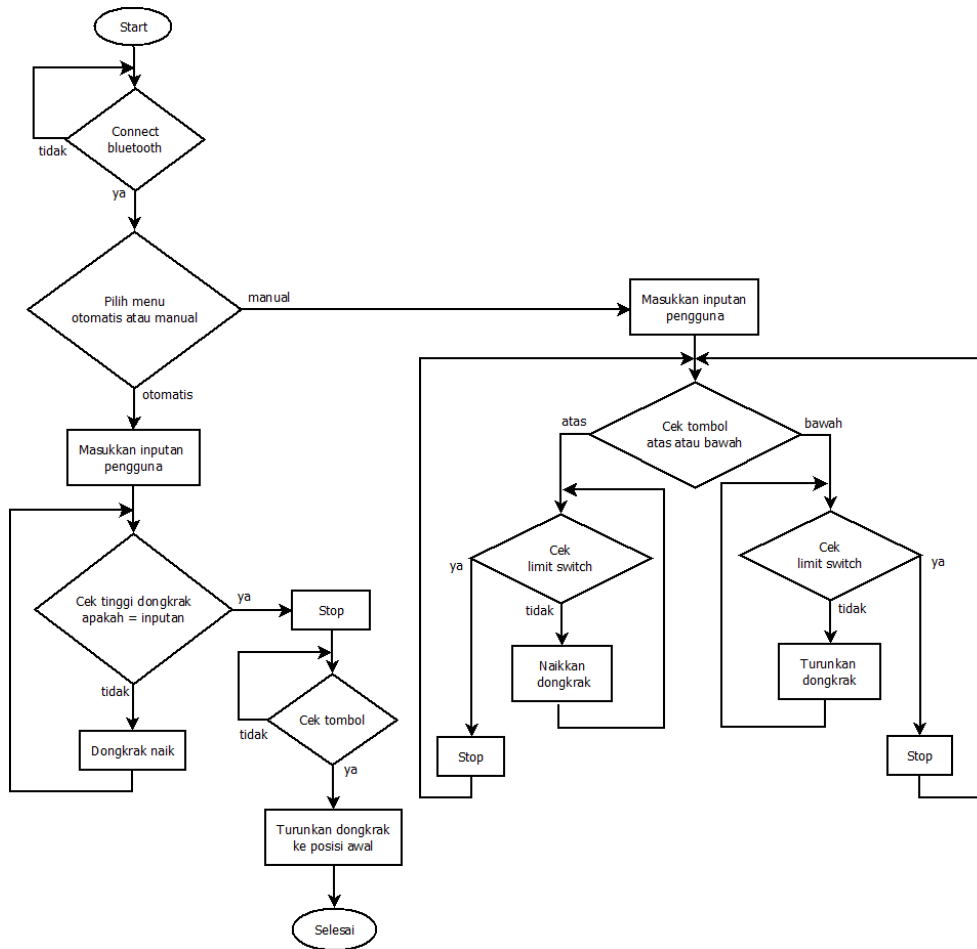 Start
Connect
bluetooth
tidak
ya
Pilih menu
otomatis atau manual
manual
otomatis
Masukkan inputan
pengguna
Cek tinggi dongkrak
apakah = inputan
ya
tidak
Dongkrak naik
Stop
Cek tombol
tidak
ya
Turunkan dongkrak
ke posisi awal
Selesai
Masukkan inputan
pengguna
Cek tombol
atas atau bawah
atas
bawah
Cek
limit switch
ya
tidak
Naikkan
dongkrak
Stop
Cek
limit switch
ya
tidak
Turunkan
dongkrak
Stop